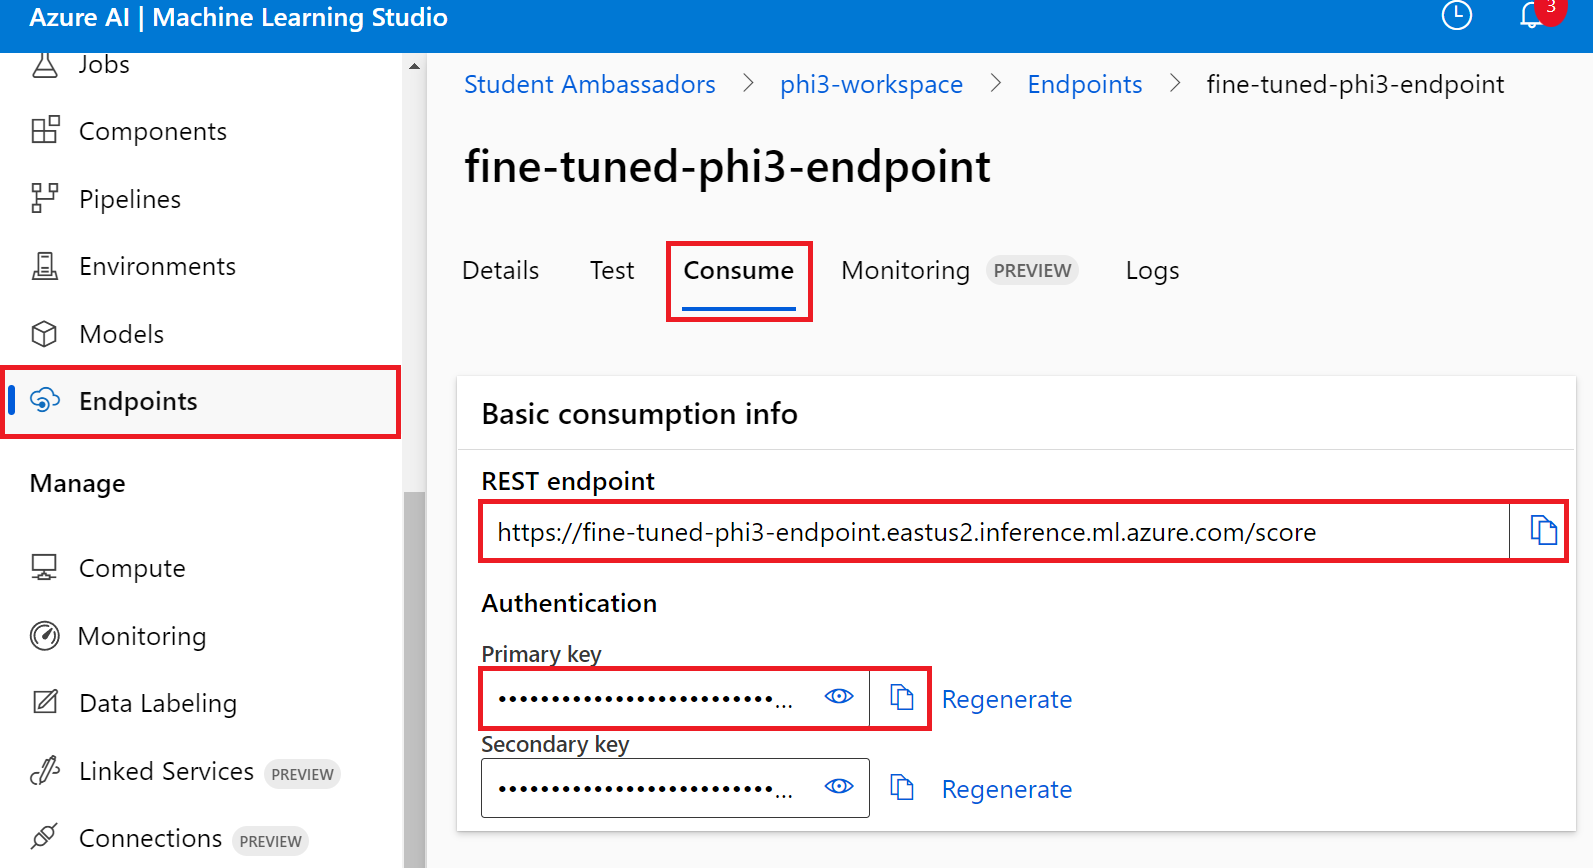 Azure AI | Machine Learning Studio
3
Jobs
Components
Pipelines
Environments
Models
Endpoints
Manage
Compute
Monitoring
Data Labeling
Linked Services PREVIEW
Connections PREVIEW
Student Ambassadors > phi3-workspace > Endpoints > fine-tuned-phi3-endpoint
fine-tuned-phi3-endpoint
Details Test Consume Monitoring PREVIEW Logs
Basic consumption info
REST endpoint
https://fine-tuned-phi3-endpoint.eastus2.inference.ml.azure.com/score
Authentication
Primary key
••••••••••••••••••••••••••... Regenerate
Secondary key
••••••••••••••••••••••••••... Regenerate